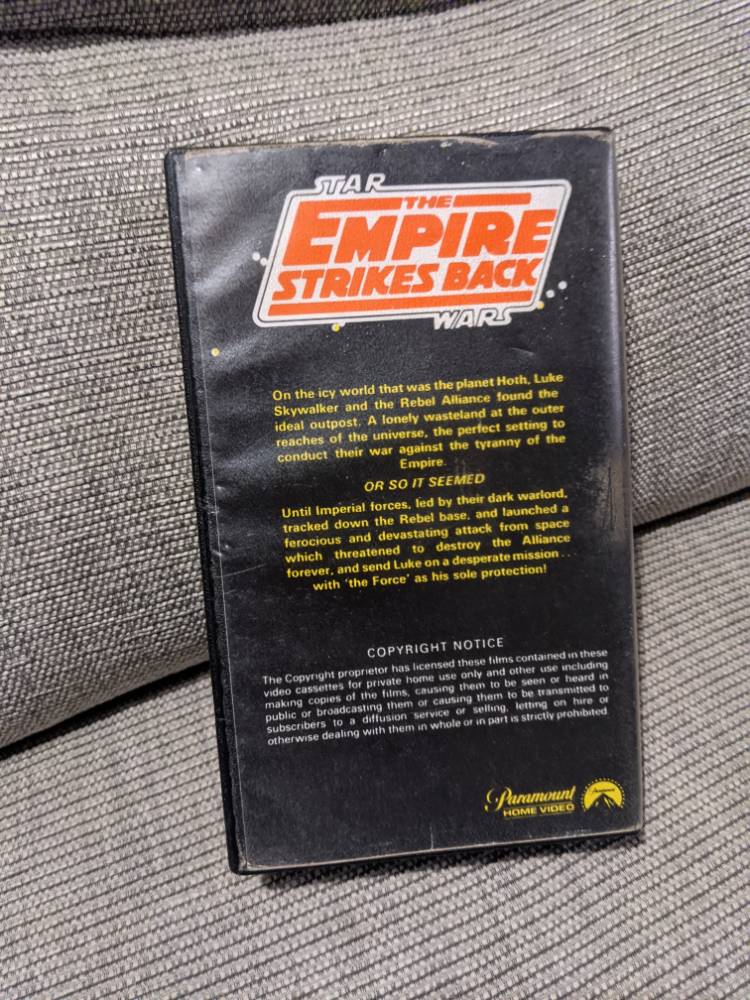 STAR
THE
EMPIRE
STRIKES BACK
WARS
On the icy world that was the planet Hoth, Luke
Skywalker and the Rebel Alliance found the
ideal outpost. A lonely wasteland at the outer
reaches of the universe, the perfect setting to
conduct their war against the tyranny of the
Empire.
OR SO IT SEEMED
Until Imperial forces, led by their dark warlord,
tracked down the Rebel base, and launched a
ferocious and devastating attack from space
which threatened to destroy the Alliance
forever, and send Luke on a desperate mission . . .
with 'the Force' as his sole protection!
COPYRIGHT NOTICE
The Copyright proprietor has licensed these films contained in these
video cassettes for private home use only and other use including
making copies of the films, causing them to be seen or heard in
public or broadcasting them or causing them to be transmitted to
subscribers to a diffusion service or selling, letting on hire or
otherwise dealing with them in whole or in part is strictly prohibited.
Paramount
HOME VIDEO
Paramount